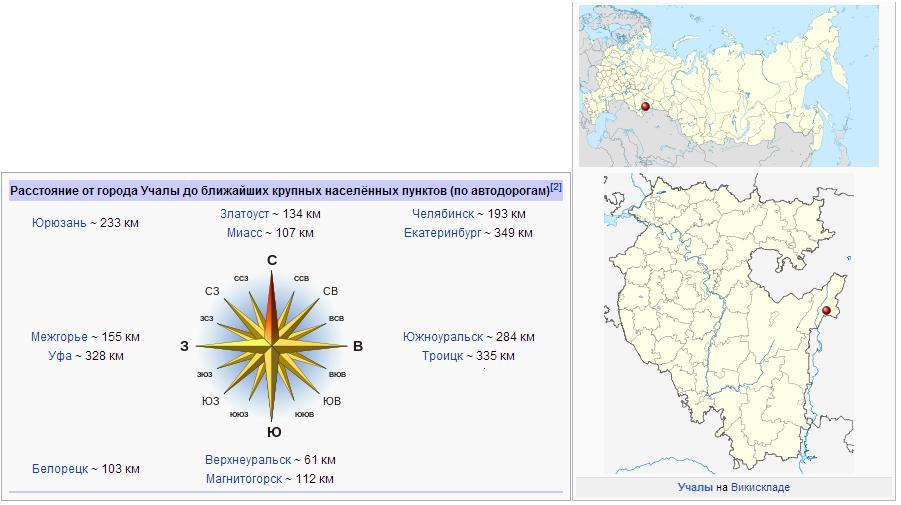 Расстояние от города Учалы до ближайших крупных населённых пунктов (по автодорогам)[2]
Юрюзань ~ 233 км
Златоуст ~ 134 км
Миасс ~ 107 км
Челябинск ~ 193 км
Екатеринбург ~ 349 км
С
ССЗ
ССВ
СЗ
СВ
ЗСЗ
ВСВ
Межгорье ~ 155 км
Уфа ~ 328 км
З
В
Южноуральск ~ 284 км
Троицк ~ 335 км
ЗЮЗ
ВЮВ
ЮЗ
ЮВ
ЮЮЗ
ЮЮВ
Ю
Белорецк ~ 103 км
Верхнеуральск ~ 61 км
Магнитогорск ~ 112 км
Учалы на Викискладе